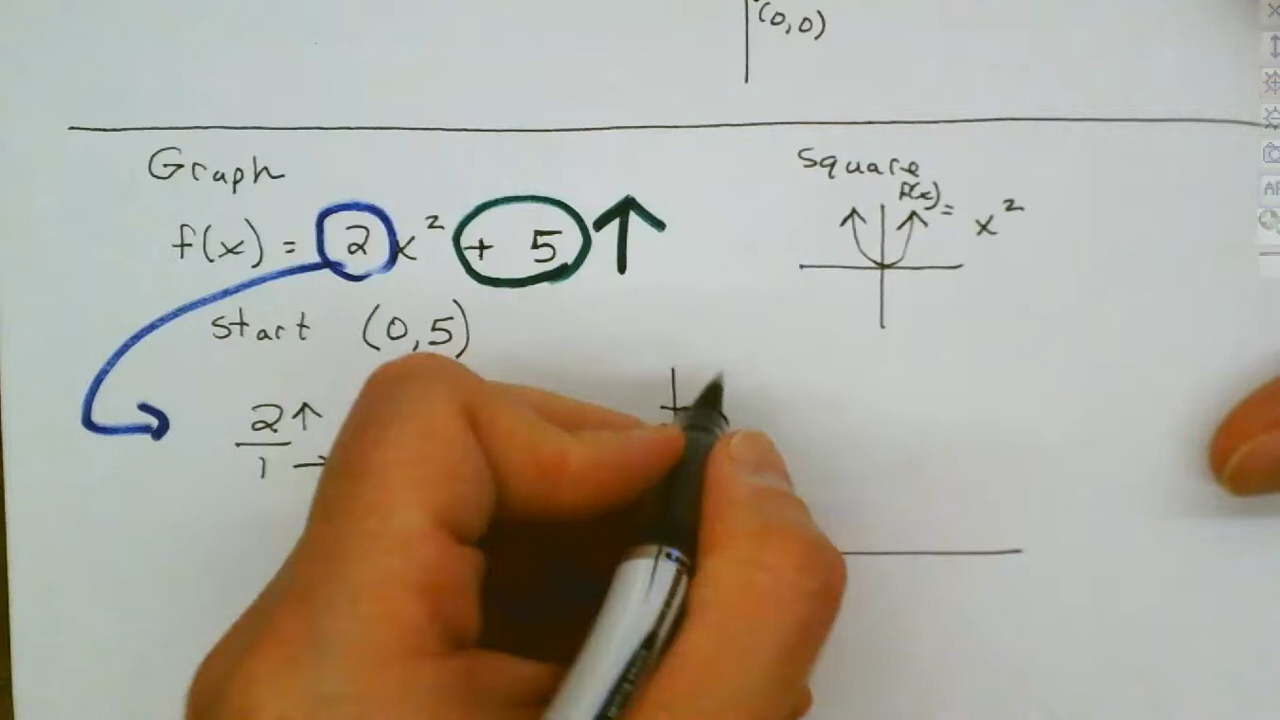 (0,0)
Graph
Square
f(x) = x²
f(x) = 2x² + 5 ↑
start (0,5)
2↑
1 →